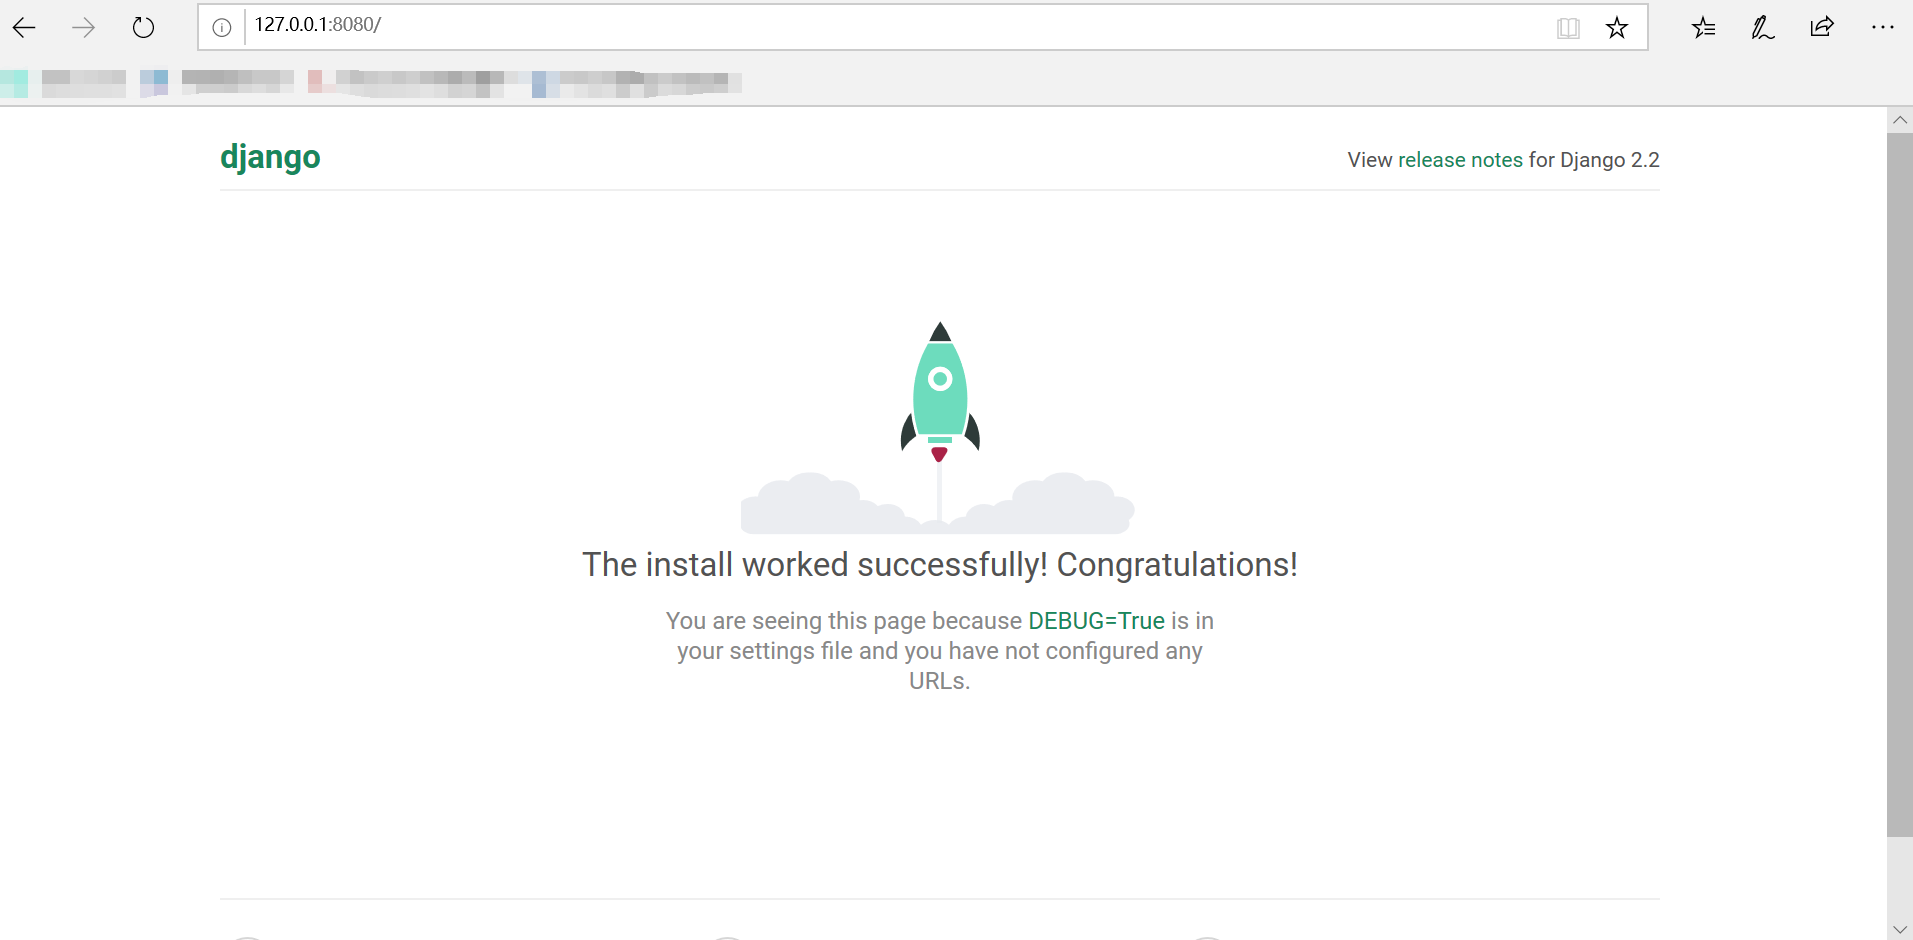 127.0.0.1:8080/
django
View release notes for Django 2.2
The install worked successfully! Congratulations!
You are seeing this page because DEBUG=True is in
your settings file and you have not configured any
URLs.